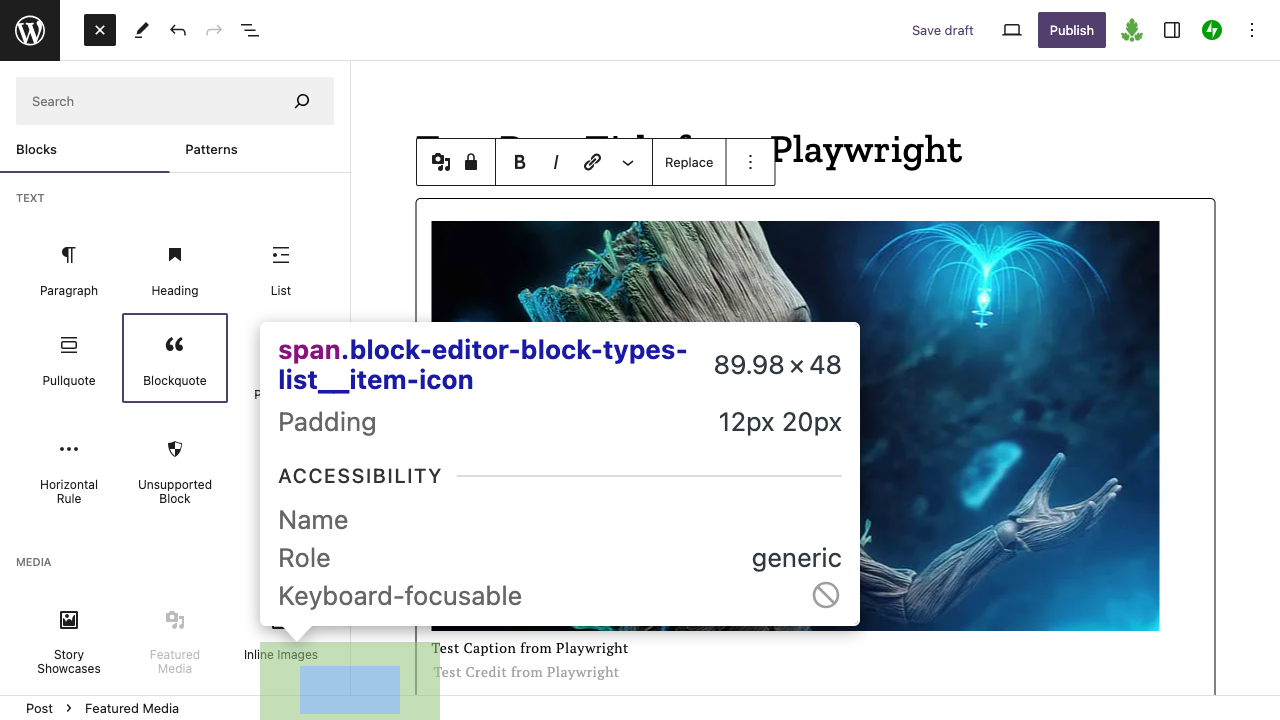 Save draft
Publish
Search
Blocks
Patterns
Playwright
Replace
TEXT
Paragraph
Heading
List
Pullquote
Blockquote
P
span.block-editor-block-types-
list__item-icon
89.98 × 48
Padding
12px 20px
ACCESSIBILITY
Name
Role
generic
Keyboard-focusable
Horizontal
Rule
Unsupported
Block
MEDIA
Story
Showcases
Featured
Media
Inline Images
Test Caption from Playwright
Test Credit from Playwright
Post
Featured Media